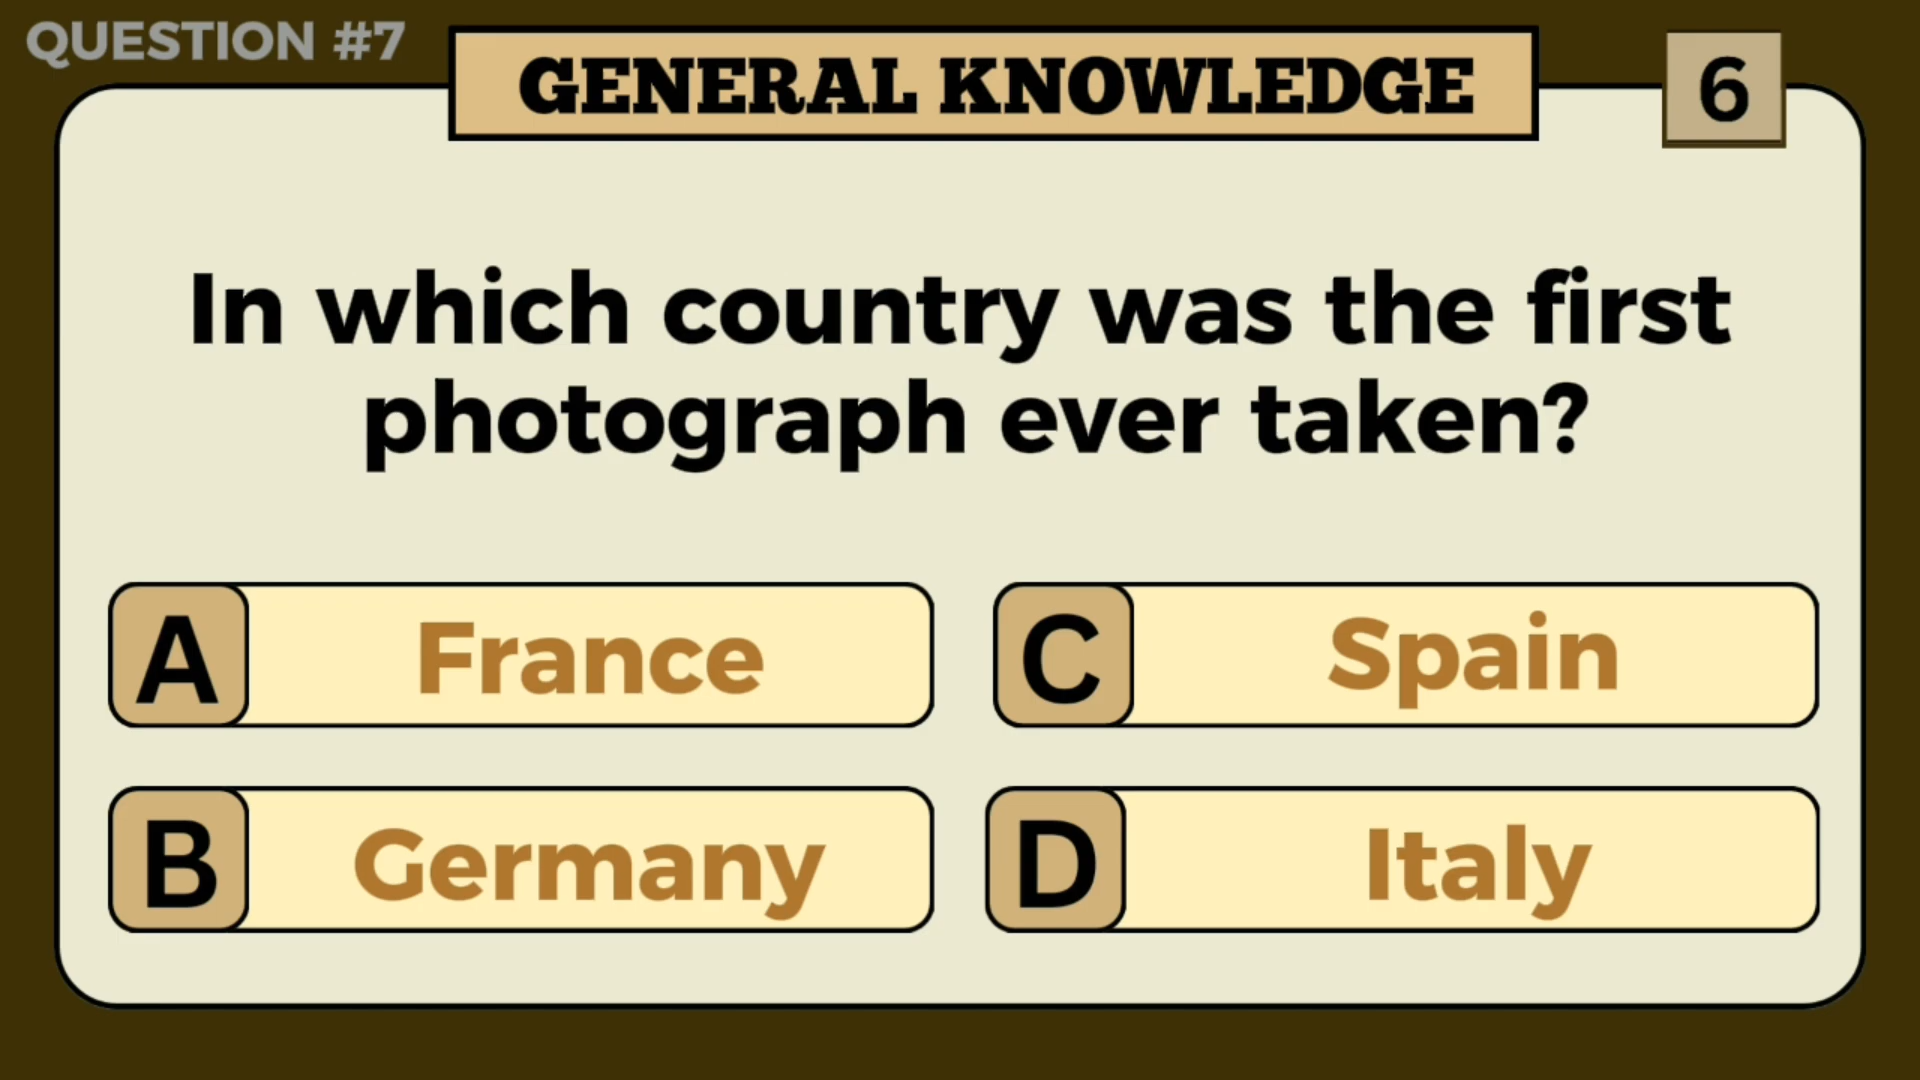 QUESTION #7
GENERAL KNOWLEDGE
6
In which country was the first
photograph ever taken?
A France
C Spain
B Germany
D Italy